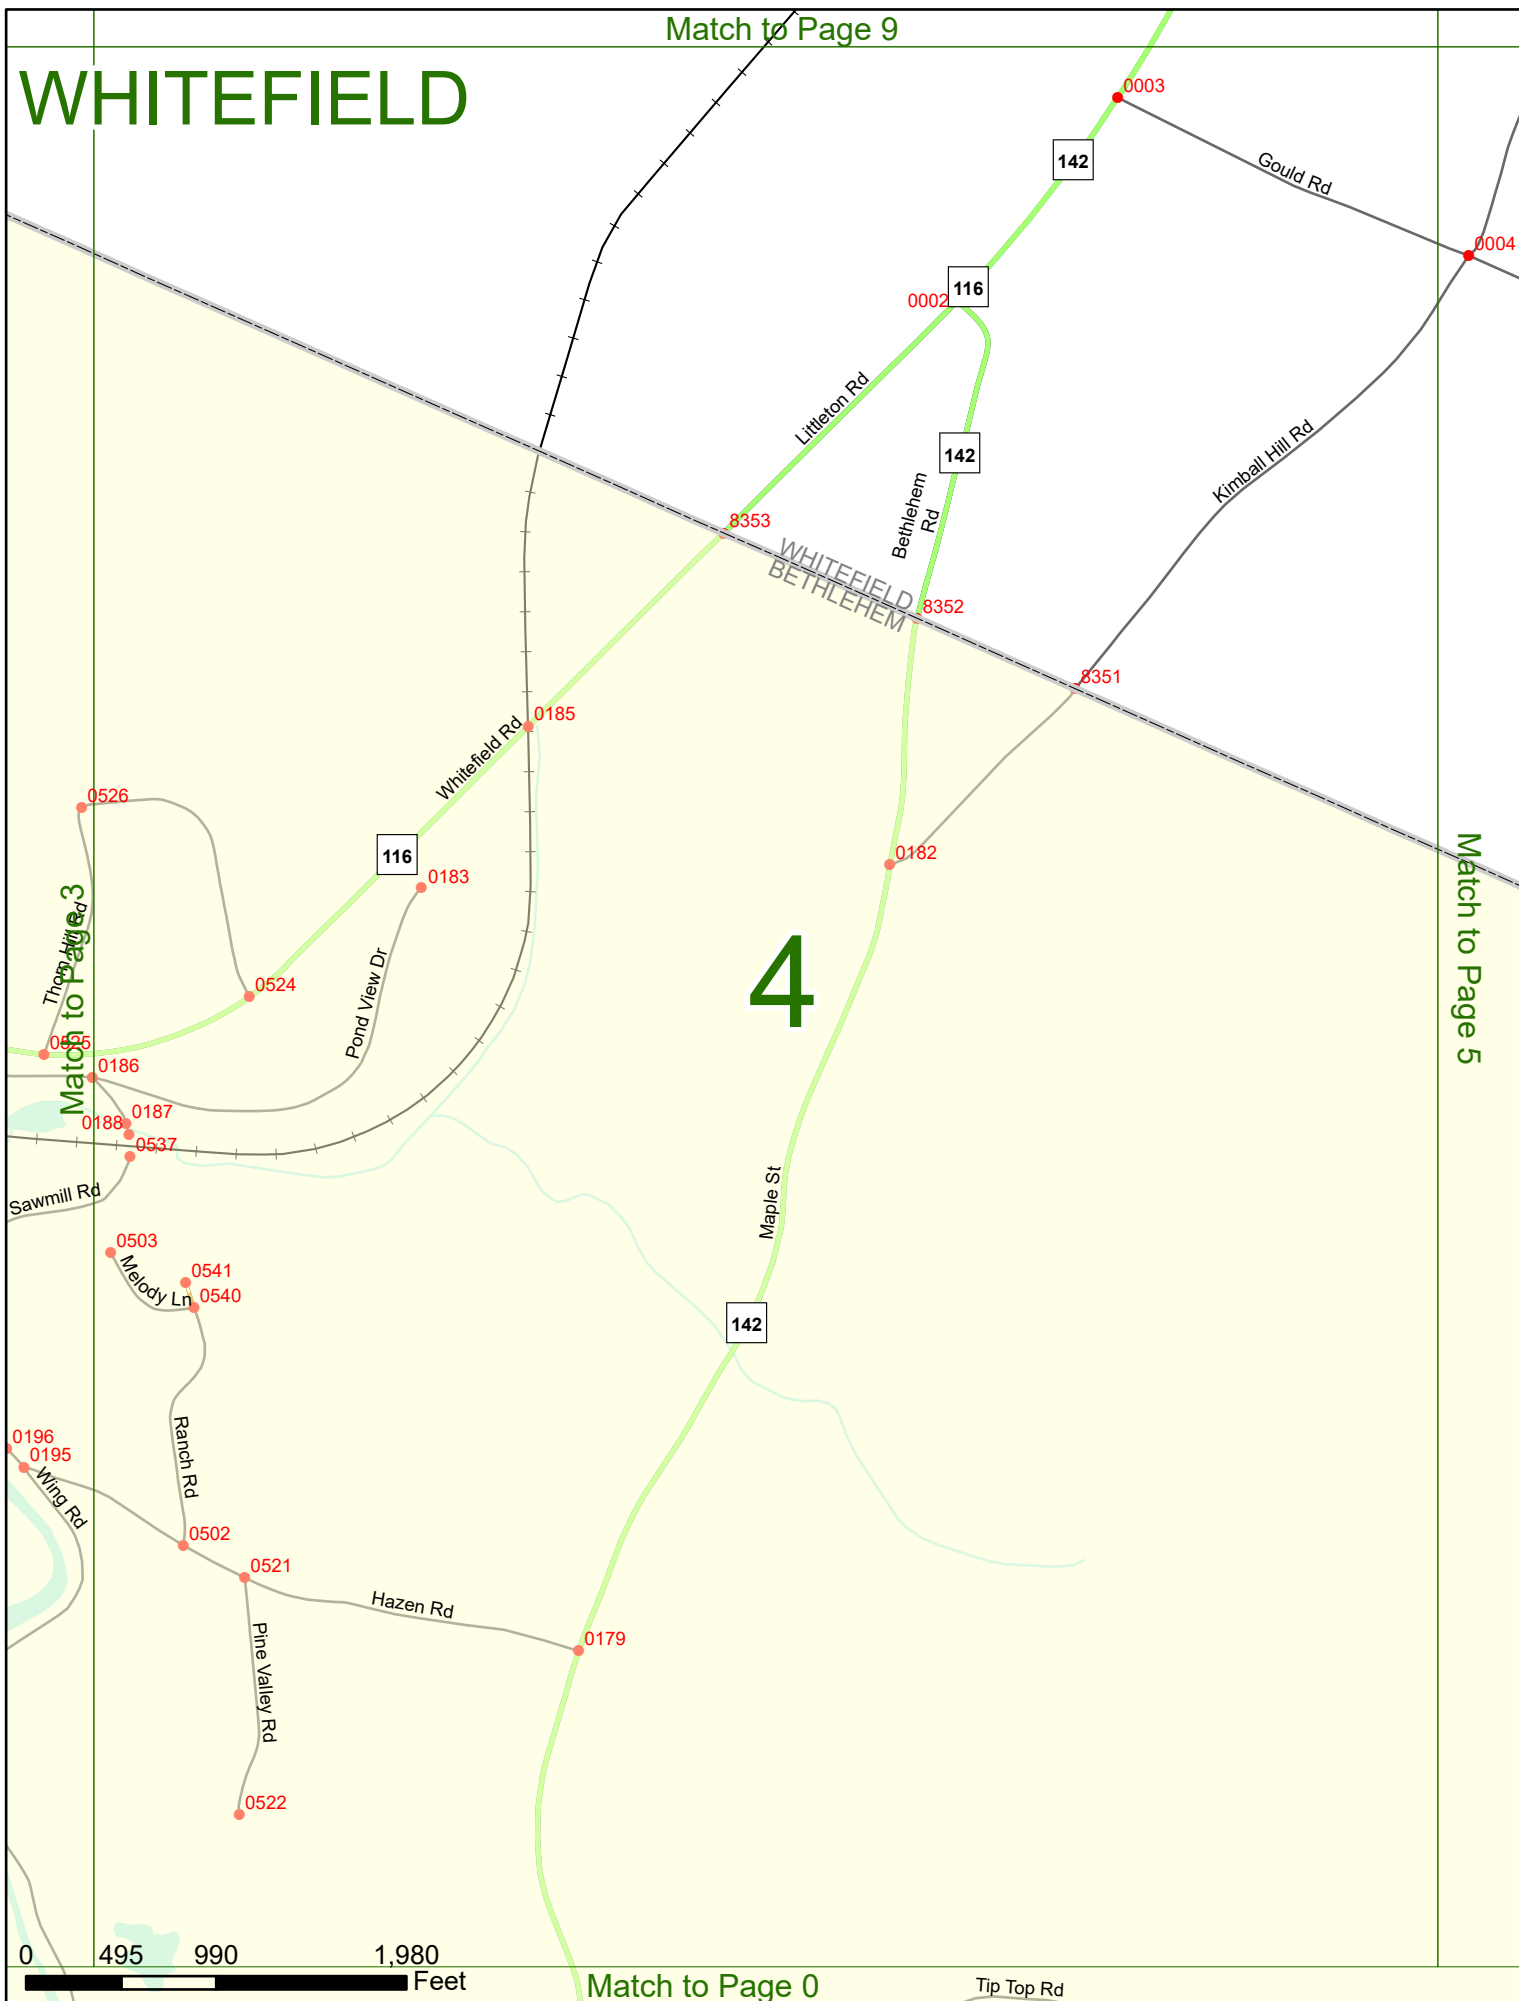 Match to Page 9
WHITEFIELD
0003
142
Gould Rd
0004
116
0002
Littleton Rd
142
Kimball Hill Rd
Bethlehem
Rd
8353
WHITEFIELD
BETHLEHEM
8352
8351
0185
Whitefield Rd
0526
116
0183
0182
Match to Page 3
Thom Hill Rd
Match to Page 5
4
0524
Pond View Dr
0525
0186
0187
0188
0537
Sawmill Rd
Maple St
0503
Melody Ln
0541
0540
142
Ranch Rd
0196
0195
Wing Rd
0502
0521
Hazen Rd
0179
Pine Valley Rd
0522
0 495 990 1,980
Feet
Match to Page 0
Tip Top Rd